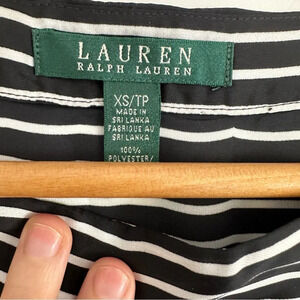 LAUREN
RALPH LAUREN
XS/TP
MADE IN
SRI LANKA
FABRIQUE AU
SRI LANKA
100%
POLYESTER/